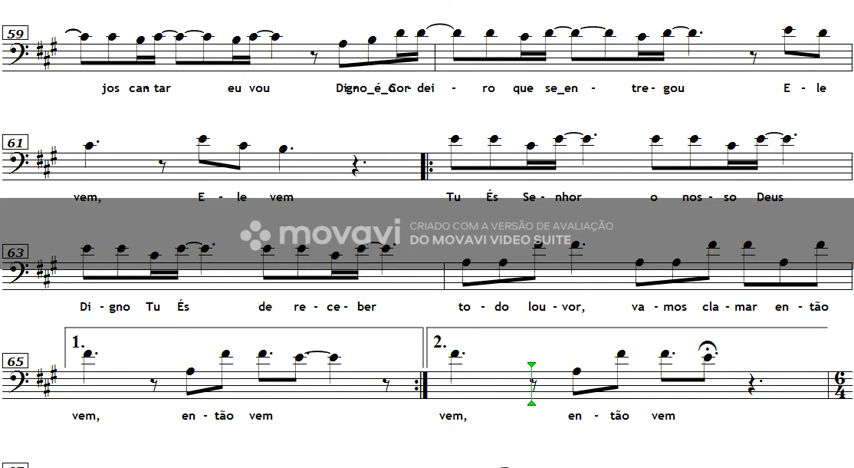 59
jos can-tar eu vou Digno_é_o Cor-dei - ro que se_en - tre-gou E - le
61
vem, E - le vem Tu És Se-nhor o nos-so Deus
movavi CRIADO COM A VERSÃO DE AVALIAÇÃO
DO MOVAVI VIDEO SUITE
63
Di-gno Tu És de re-ce-ber to-do lou-vor, va-mos cla-mar en-tão
1. 2.
65
vem, en-tão vem vem, en - tão vem
6
4